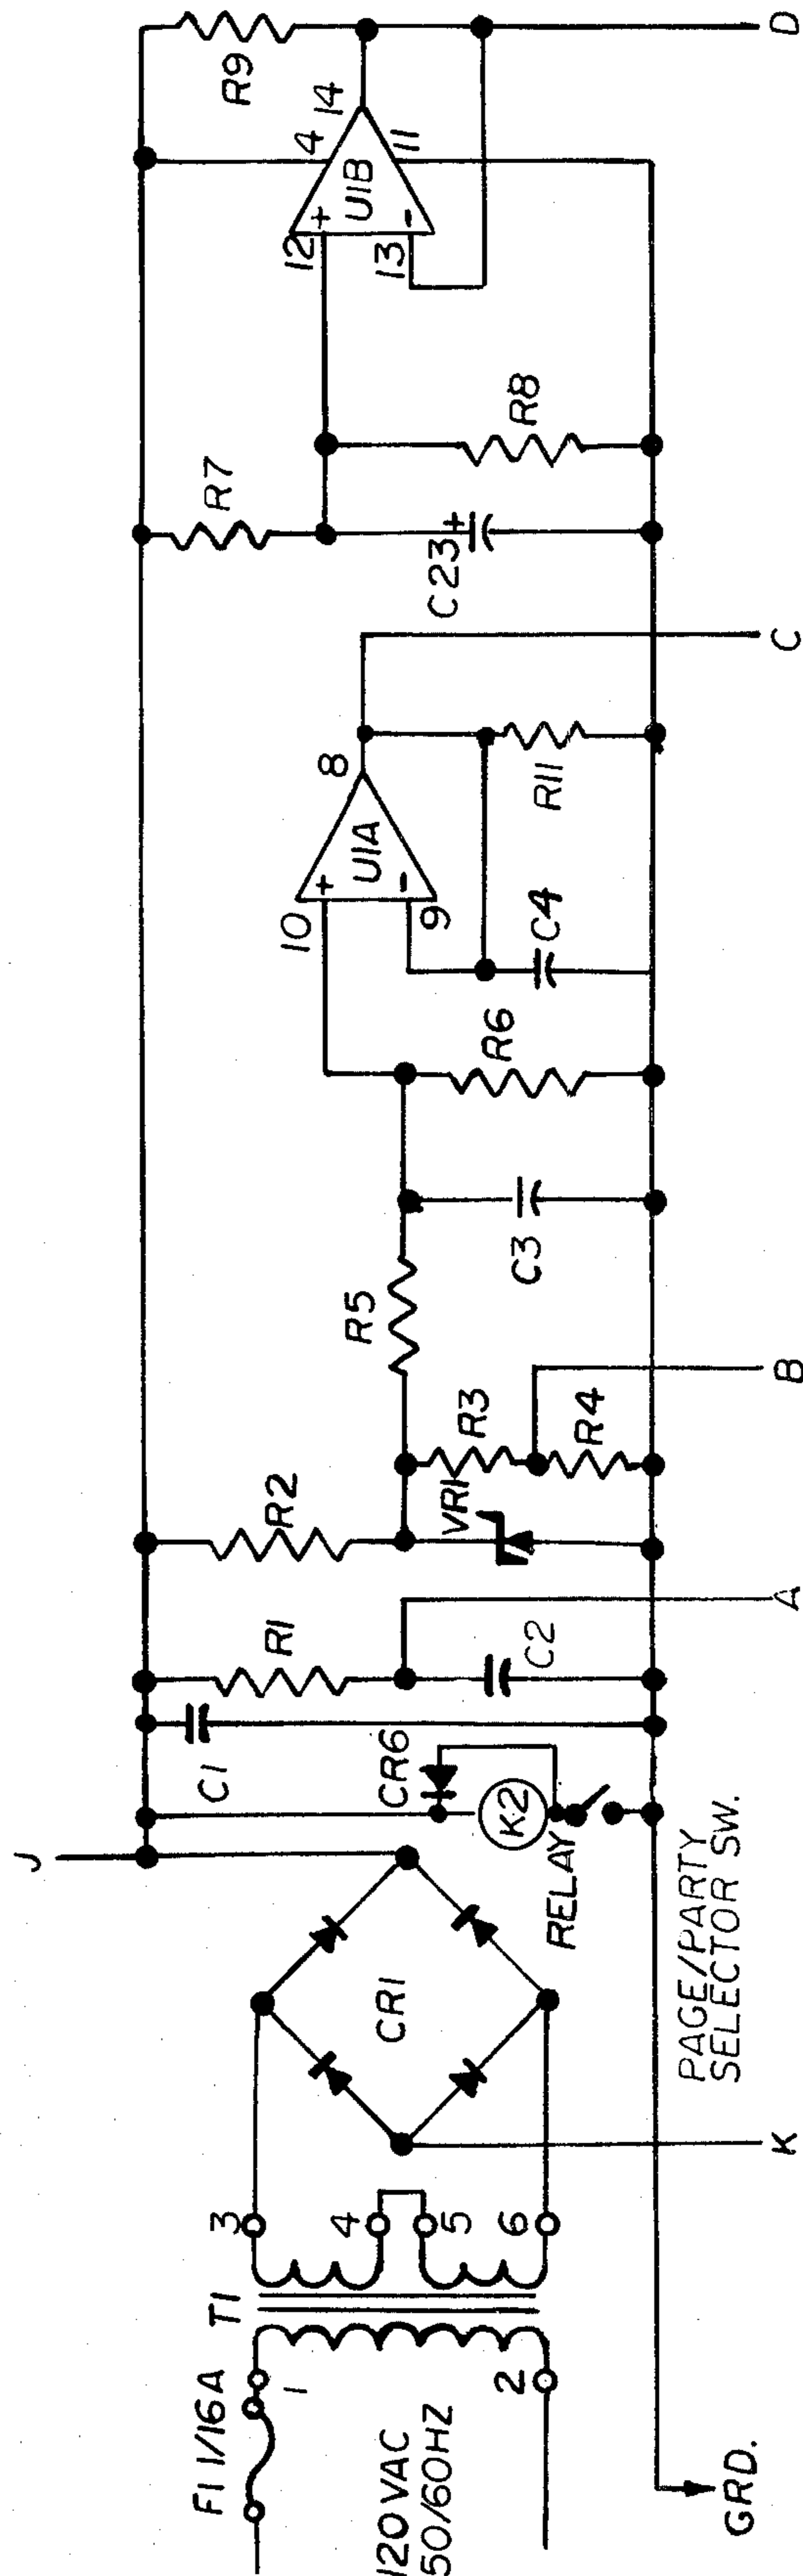 F1 1/16A
T1
120VAC
50/60HZ
1
2
3
4
5
6
CR1
K
J
GRD.
PAGE/PARTY
SELECTOR SW.
RELAY
K2
CR6
C1
R1
C2
A
R2
VR1
R3
R4
B
R5
C3
R6
C4
10
9
+
-
U1A
8
R11
C
R7
C23
+
R8
12
13
+
-
U1B
4
11
14
R9
D